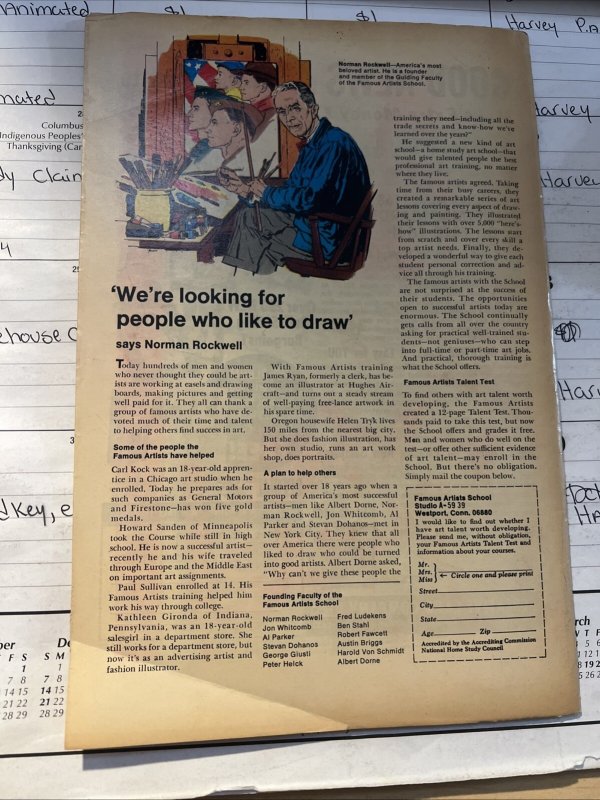 Animated
$1
$1
Harvey P.A
mated
Columbus
Indigenous Peoples'
Thanksgiving (Can
Clain
ehouse C
Key, e
Harvey
Harve
Hari
Norman Rockwell—America's most
beloved artist. He is a founder
and member of the Guiding Faculty
of the Famous Artists School.
'We're looking for
people who like to draw'
says Norman Rockwell
Today hundreds of men and women
who never thought they could be art-
ists are working at easels and drawing
boards, making pictures and getting
well paid for it. They all can thank a
group of famous artists who have de-
voted much of their time and talent
to helping others find success in art.
Some of the people the
Famous Artists have helped
Carl Kock was an 18-year-old appren-
tice in a Chicago art studio when he
enrolled. Today he prepares ads for
such companies as General Motors
and Firestone—has won five gold
medals.
Howard Sanden of Minneapolis
took the Course while still in high
school. He is now a successful artist—
recently he and his wife traveled
through Europe and the Middle East
on important art assignments.
Paul Sullivan enrolled at 14. His
Famous Artists training helped him
work his way through college.
Kathleen Gironda of Indiana,
Pennsylvania, was an 18-year-old
salesgirl in a department store. She
still works for a department store, but
now it's as an advertising artist and
fashion illustrator.
With Famous Artists training
James Ryan, formerly a clerk, has be-
come an illustrator at Hughes Air-
craft—and turns out a steady stream
of well-paying free-lance artwork in
his spare time.
Oregon housewife Helen Tryk lives
150 miles from the nearest big city.
But she does fashion illustration, has
her own studio, runs an art work
shop, does portraits.
A plan to help others
It started over 18 years ago when a
group of America's most successful
artists—men like Albert Dorne, Nor-
man Rockwell, Jon Whitcomb, Al
Parker and Stevan Dohanos—met in
New York City. They knew that all
over America there were people who
liked to draw who could be turned
into good artists. Albert Dorne asked,
"Why can't we give these people the
Founding Faculty of the
Famous Artists School
Norman Rockwell
Jon Whitcomb
Al Parker
Stevan Dohanos
George Giusti
Peter Helck
Fred Ludekens
Ben Stahl
Robert Fawcett
Austin Briggs
Harold Von Schmidt
Albert Dorne
training they need—including all the
trade secrets and know-how we've
learned over the years?"
He suggested a new kind of art
school—a home study art school—that
would give talented people the best
professional art training, no matter
where they live.
The famous artists agreed. Taking
time from their busy careers, they
created a remarkable series of art
lessons covering every aspect of draw-
ing and painting. They illustrated
their lessons with over 5,000 "here's-
how" illustrations. The lessons start
from scratch and cover every skill a
top artist needs. Finally, they de-
veloped a wonderful way to give each
student personal correction and ad-
vice all through his training.
The famous artists with the School
are not surprised at the success of
their students. The opportunities
open to successful artists today are
enormous. The School continually
gets calls from all over the country
asking for practical well-trained stu-
dents—not geniuses—who can step
into full-time or part-time art jobs.
And practical, thorough training is
what the School offers.
Famous Artists Talent Test
To find others with art talent worth
developing, the Famous Artists
created a 12-page Talent Test. Thou-
sands paid to take this test, but now
the School offers and grades it free.
Men and women who do well on the
test—or offer other sufficient evidence
of art talent—may enroll in the
School. But there's no obligation.
Simply mail the coupon below.
Famous Artists School
Studio A-59 39
Westport, Conn. 06880
I would like to find out whether I
have art talent worth developing.
Please send me, without obligation,
your Famous Artists Talent Test and
information about your courses.
Mr.
Mrs. ← Circle one and please print
Miss
Street
City
State
Age Zip
Accredited by the Accrediting Commission
National Home Study Council
F S
1
7 8
14 15
21 22
28 29
S M
1
7 8
14 15
21 22
28 29